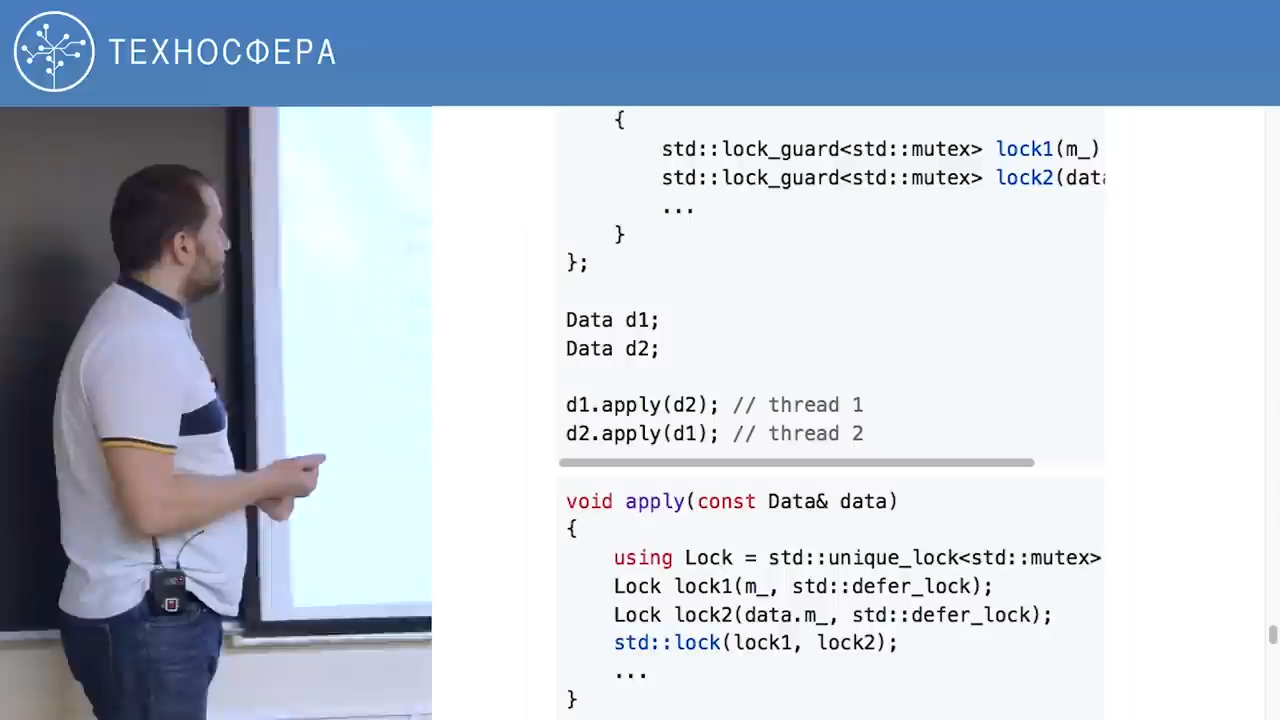 ТЕХНОСФЕРА
{
std::lock_guard<std::mutex> lock1(m_)
std::lock_guard<std::mutex> lock2(data
...
}
};
Data d1;
Data d2;
d1.apply(d2); // thread 1
d2.apply(d1); // thread 2
void apply(const Data& data)
{
using Lock = std::unique_lock<std::mutex>
Lock lock1(m_, std::defer_lock);
Lock lock2(data.m_, std::defer_lock);
std::lock(lock1, lock2);
...
}